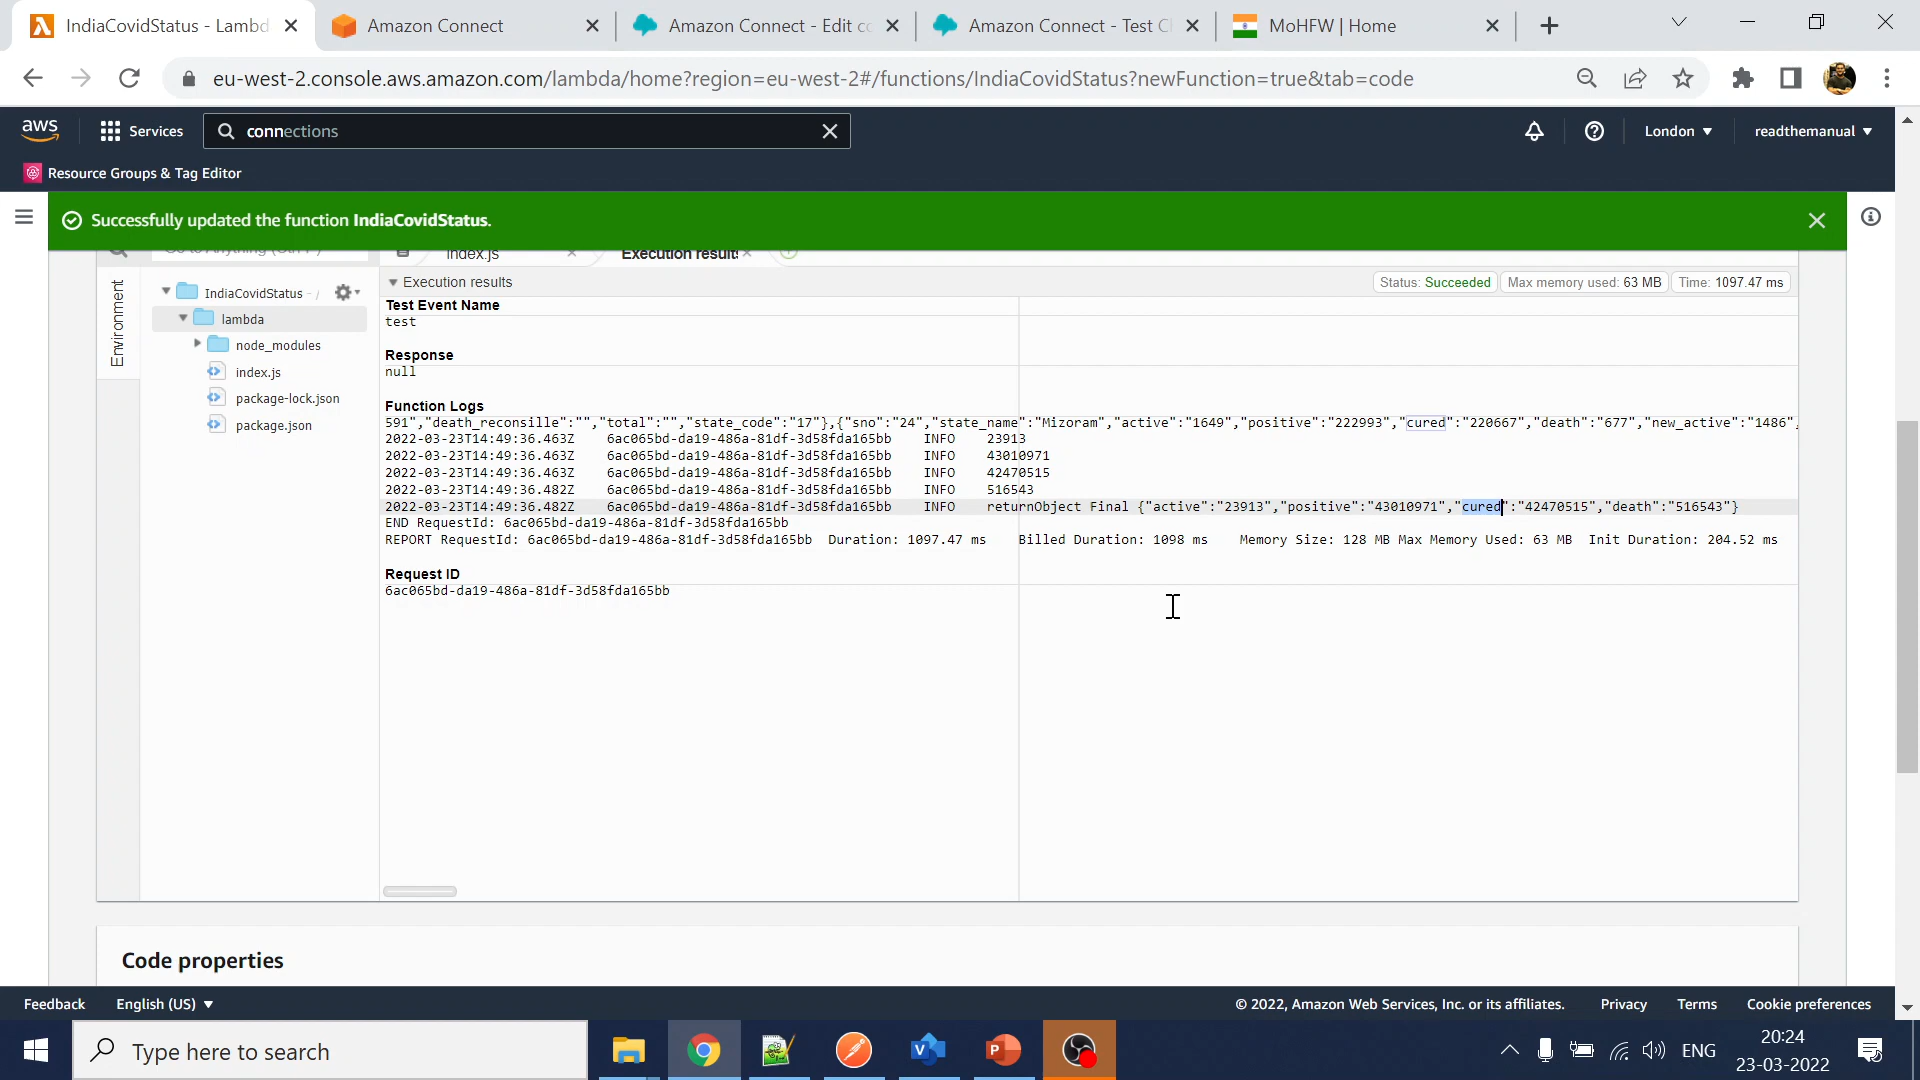 IndiaCovidStatus - Lambd
Amazon Connect
Amazon Connect - Edit co
Amazon Connect - Test C
MoHFW | Home
eu-west-2.console.aws.amazon.com/lambda/home?region=eu-west-2#/functions/IndiaCovidStatus?newFunction=true&tab=code
aws
Services
connections
London
readthemanual
Resource Groups & Tag Editor
Successfully updated the function IndiaCovidStatus.
Go to Anything (Ctrl-P)
index.js
Execution results
Environment
IndiaCovidStatus - /
lambda
node_modules
index.js
package-lock.json
package.json
Execution results
Status: Succeeded
Max memory used: 63 MB
Time: 1097.47 ms
Test Event Name
test
Response
null
Function Logs
591","death_reconsille":"","total":"","state_code":"17"},{"sno":"24","state_name":"Mizoram","active":"1649","positive":"222993","cured":"220667","death":"677","new_active":"1486",
2022-03-23T14:49:36.463Z 6ac065bd-da19-486a-81df-3d58fda165bb INFO 23913
2022-03-23T14:49:36.463Z 6ac065bd-da19-486a-81df-3d58fda165bb INFO 43010971
2022-03-23T14:49:36.463Z 6ac065bd-da19-486a-81df-3d58fda165bb INFO 42470515
2022-03-23T14:49:36.482Z 6ac065bd-da19-486a-81df-3d58fda165bb INFO 516543
2022-03-23T14:49:36.482Z 6ac065bd-da19-486a-81df-3d58fda165bb INFO returnObject Final {"active":"23913","positive":"43010971","cured":"42470515","death":"516543"}
END RequestId: 6ac065bd-da19-486a-81df-3d58fda165bb
REPORT RequestId: 6ac065bd-da19-486a-81df-3d58fda165bb Duration: 1097.47 ms Billed Duration: 1098 ms Memory Size: 128 MB Max Memory Used: 63 MB Init Duration: 204.52 ms
Request ID
6ac065bd-da19-486a-81df-3d58fda165bb
Code properties
Feedback
English (US)
© 2022, Amazon Web Services, Inc. or its affiliates.
Privacy
Terms
Cookie preferences
Type here to search
ENG
20:24
23-03-2022